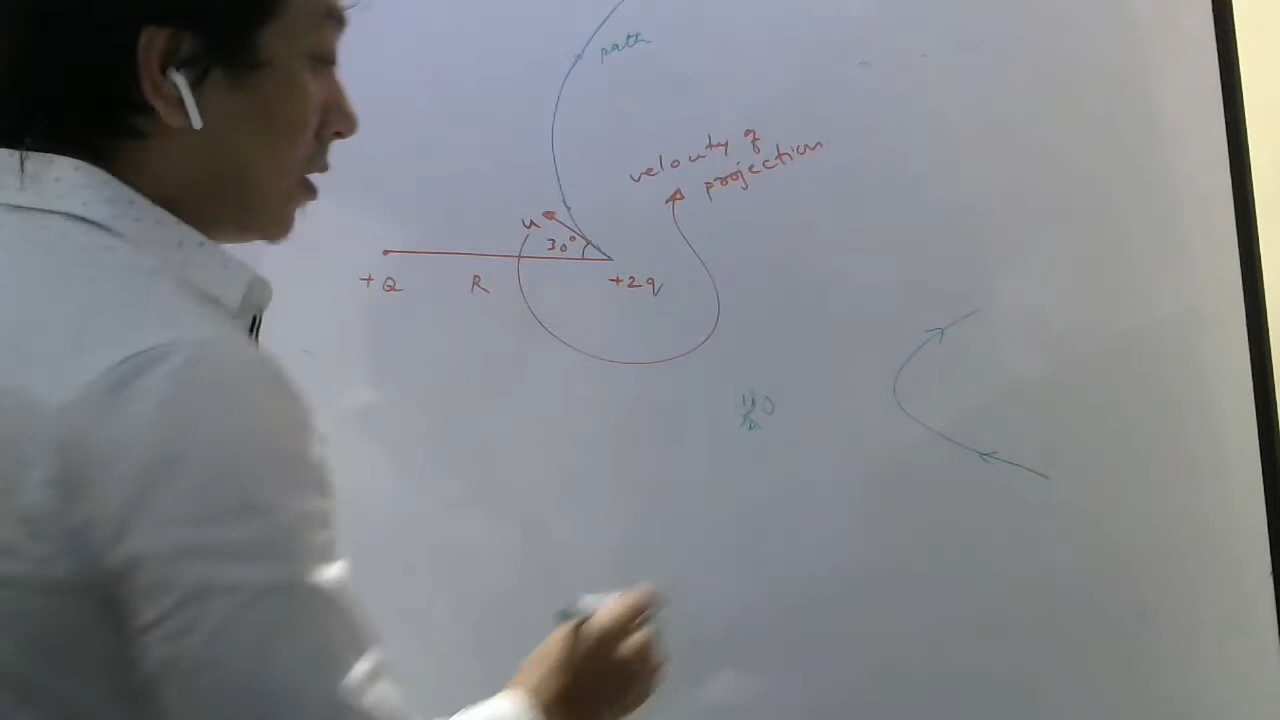 path
velocity of
projection
u
30°
+Q
R
+2q